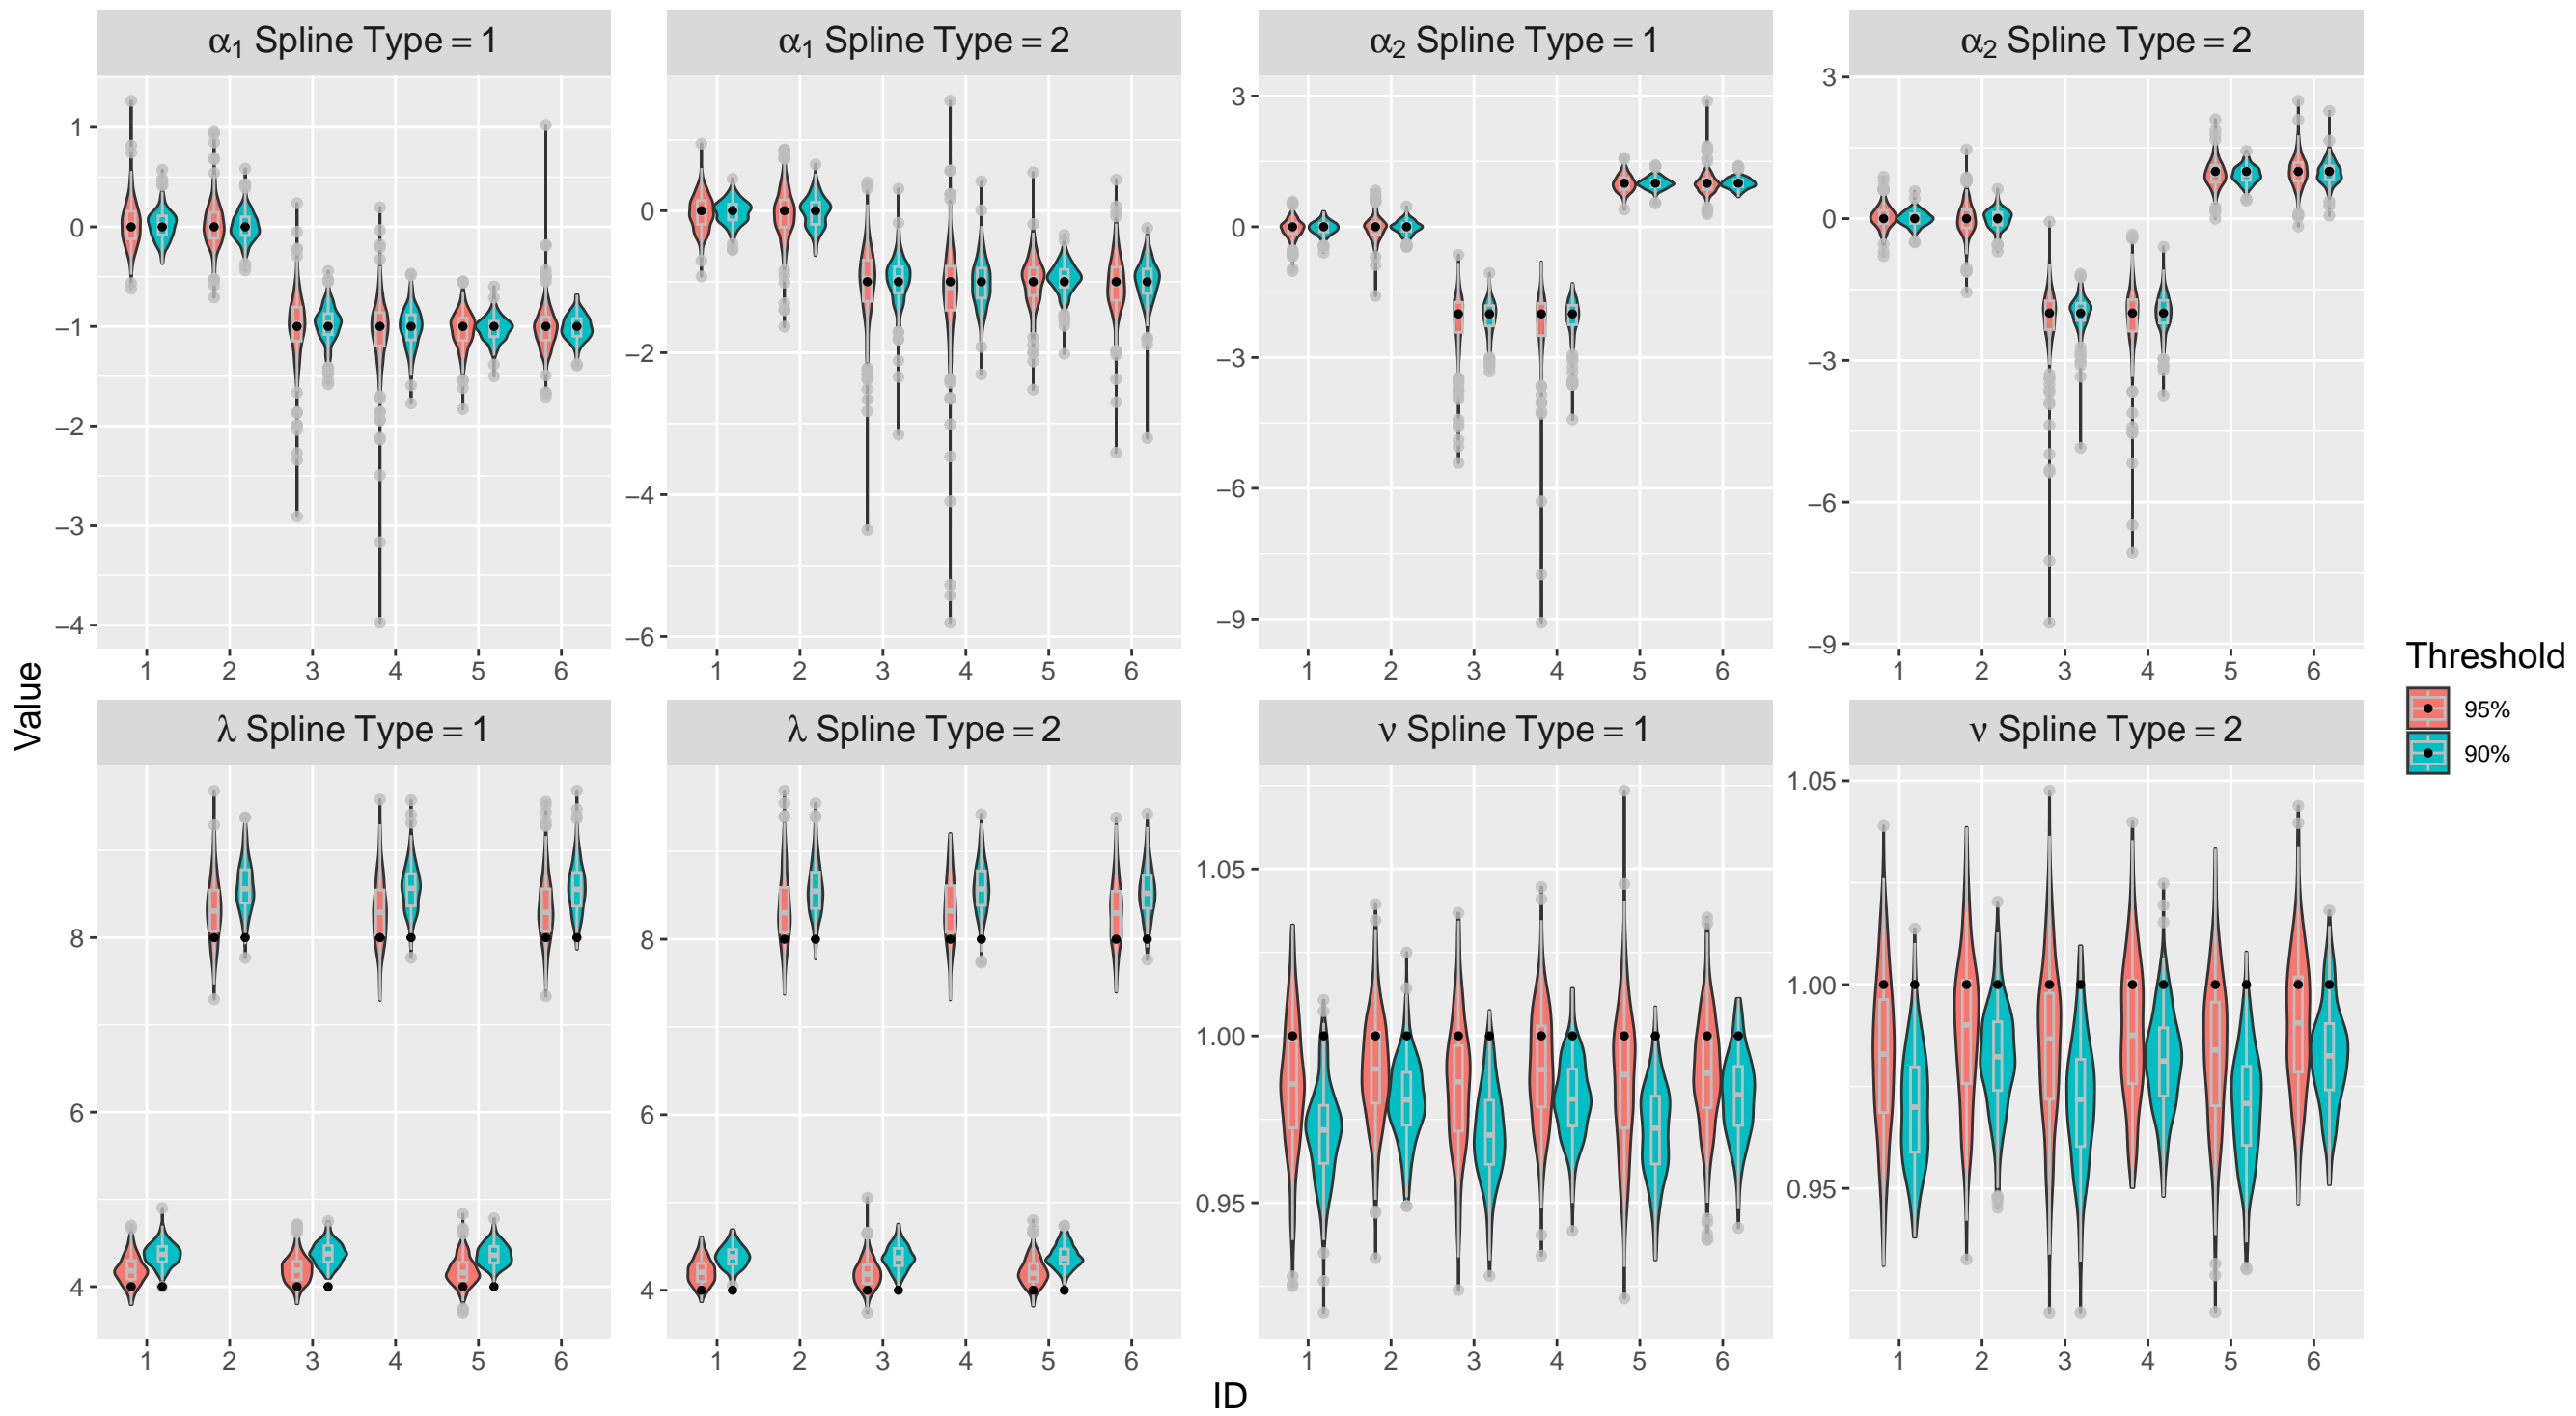 α₁ Spline Type = 1
α₁ Spline Type = 2
α₂ Spline Type = 1
α₂ Spline Type = 2
1
0
−1
−2
−3
−4
1 2 3 4 5 6
0
−2
−4
−6
1 2 3 4 5 6
3
0
−3
−6
−9
1 2 3 4 5 6
3
0
−3
−6
−9
1 2 3 4 5 6
Value
λ Spline Type = 1
λ Spline Type = 2
ν Spline Type = 1
ν Spline Type = 2
8
6
4
1 2 3 4 5 6
8
6
4
1 2 3 4 5 6
1.05
1.00
0.95
1 2 3 4 5 6
1.05
1.00
0.95
1 2 3 4 5 6
ID
Threshold
95%
90%